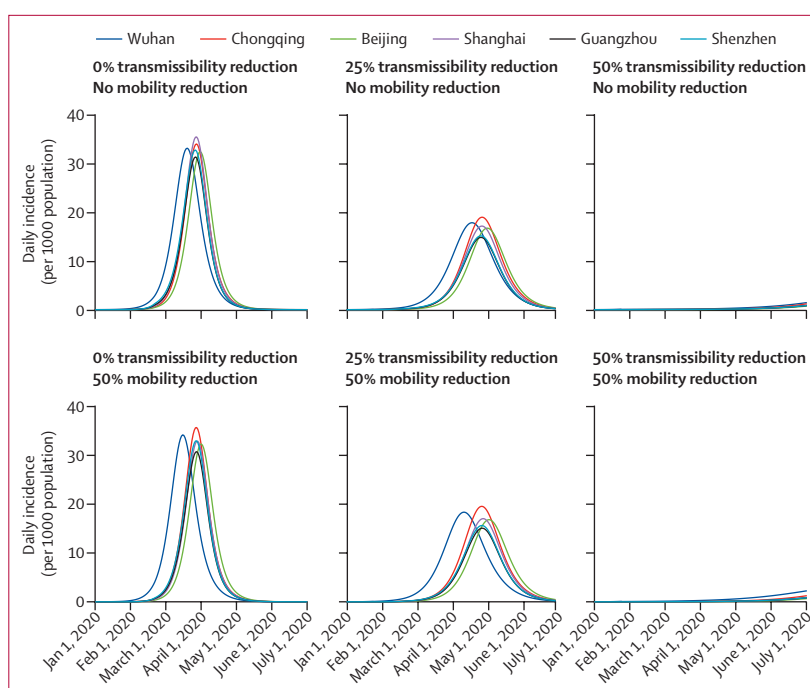 Wuhan Chongqing Beijing Shanghai Guangzhou Shenzhen
0% transmissibility reduction
No mobility reduction
25% transmissibility reduction
No mobility reduction
50% transmissibility reduction
No mobility reduction
Daily incidence
(per 1000 population)
40
30
20
10
0
0% transmissibility reduction
50% mobility reduction
25% transmissibility reduction
50% mobility reduction
50% transmissibility reduction
50% mobility reduction
Daily incidence
(per 1000 population)
40
30
20
10
0
Jan 1, 2020
Feb 1, 2020
March 1, 2020
April 1, 2020
May 1, 2020
June 1, 2020
July 1, 2020
Jan 1, 2020
Feb 1, 2020
March 1, 2020
April 1, 2020
May 1, 2020
June 1, 2020
July 1, 2020
Jan 1, 2020
Feb 1, 2020
March 1, 2020
April 1, 2020
May 1, 2020
June 1, 2020
July 1, 2020